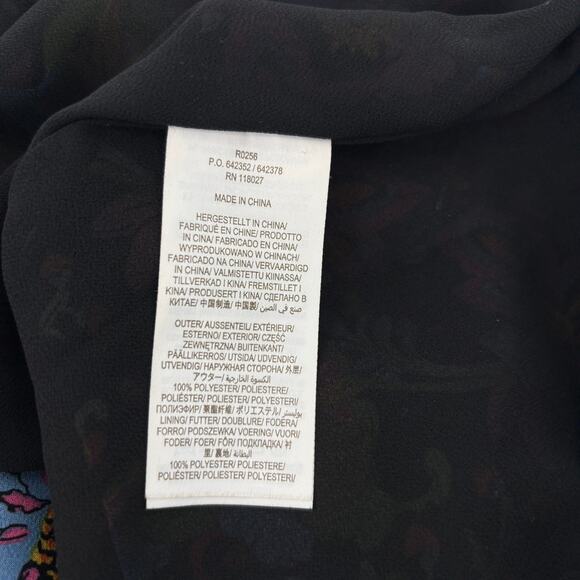 R0256
P.O. 642352 / 642378
RN 118027
MADE IN CHINA
HERGESTELLT IN CHINA/
FABRIQUÉ EN CHINE/ PRODOTTO
IN CINA/ FABRICADO EN CHINA/
WYPRODUKOWANO W CHINACH/
FABRICADO NA CHINA/ VERVAARDIGD
IN CHINA/ VALMISTETTU KIINASSA/
TILLVERKAD I KINA/ FREMSTILLET I
KINA/ PRODUSERT I KINA/ СДЕЛАНО В
КИТАЕ/ 中国制造/ 中国製/ صنع في الصين/
OUTER/ AUSSENTEIL/ EXTÉRIEUR/
ESTERNO/ EXTERIOR/ CZĘŚĆ
ZEWNĘTRZNA/ BUITENKANT/
PÄÄLLIKERROS/ UTSIDA/ UDVENDIG/
UTVENDIG/ НАРУЖНАЯ СТОРОНА/ 外层/
アウター/ الكسوة الخارجية/
100% POLYESTER/ POLIESTERE/
POLIÉSTER/ POLIESTER/ POLYESTERI/
ПОЛИЭФИР/ 聚酯纤维/ ポリエステル/ بوليستر/
LINING/ FUTTER/ DOUBLURE/ FODERA/
FORRO/ PODSZEWKA/ VOERING/ VUORI/
FODER/ FOER/ FÔR/ ПОДКЛАДКА/ 衬
里/ 裏地/ البطانة/
100% POLYESTER/ POLIESTERE/
POLIÉSTER/ POLIESTER/ POLYESTERI/